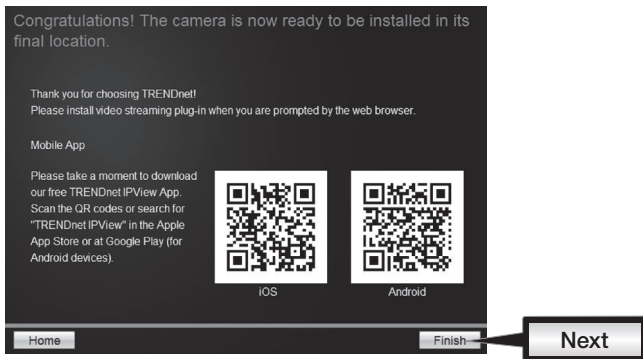 Congratulations! The camera is now ready to be installed in its
final location.
Thank you for choosing TRENDnet!
Please install video streaming plug-in when you are prompted by the web browser.
Mobile App
Please take a moment to download
our free TRENDnet IPView App.
Scan the QR codes or search for
"TRENDnet IPView" in the Apple
App Store or at Google Play (for
Android devices).
iOS
Android
Home
Finish
Next